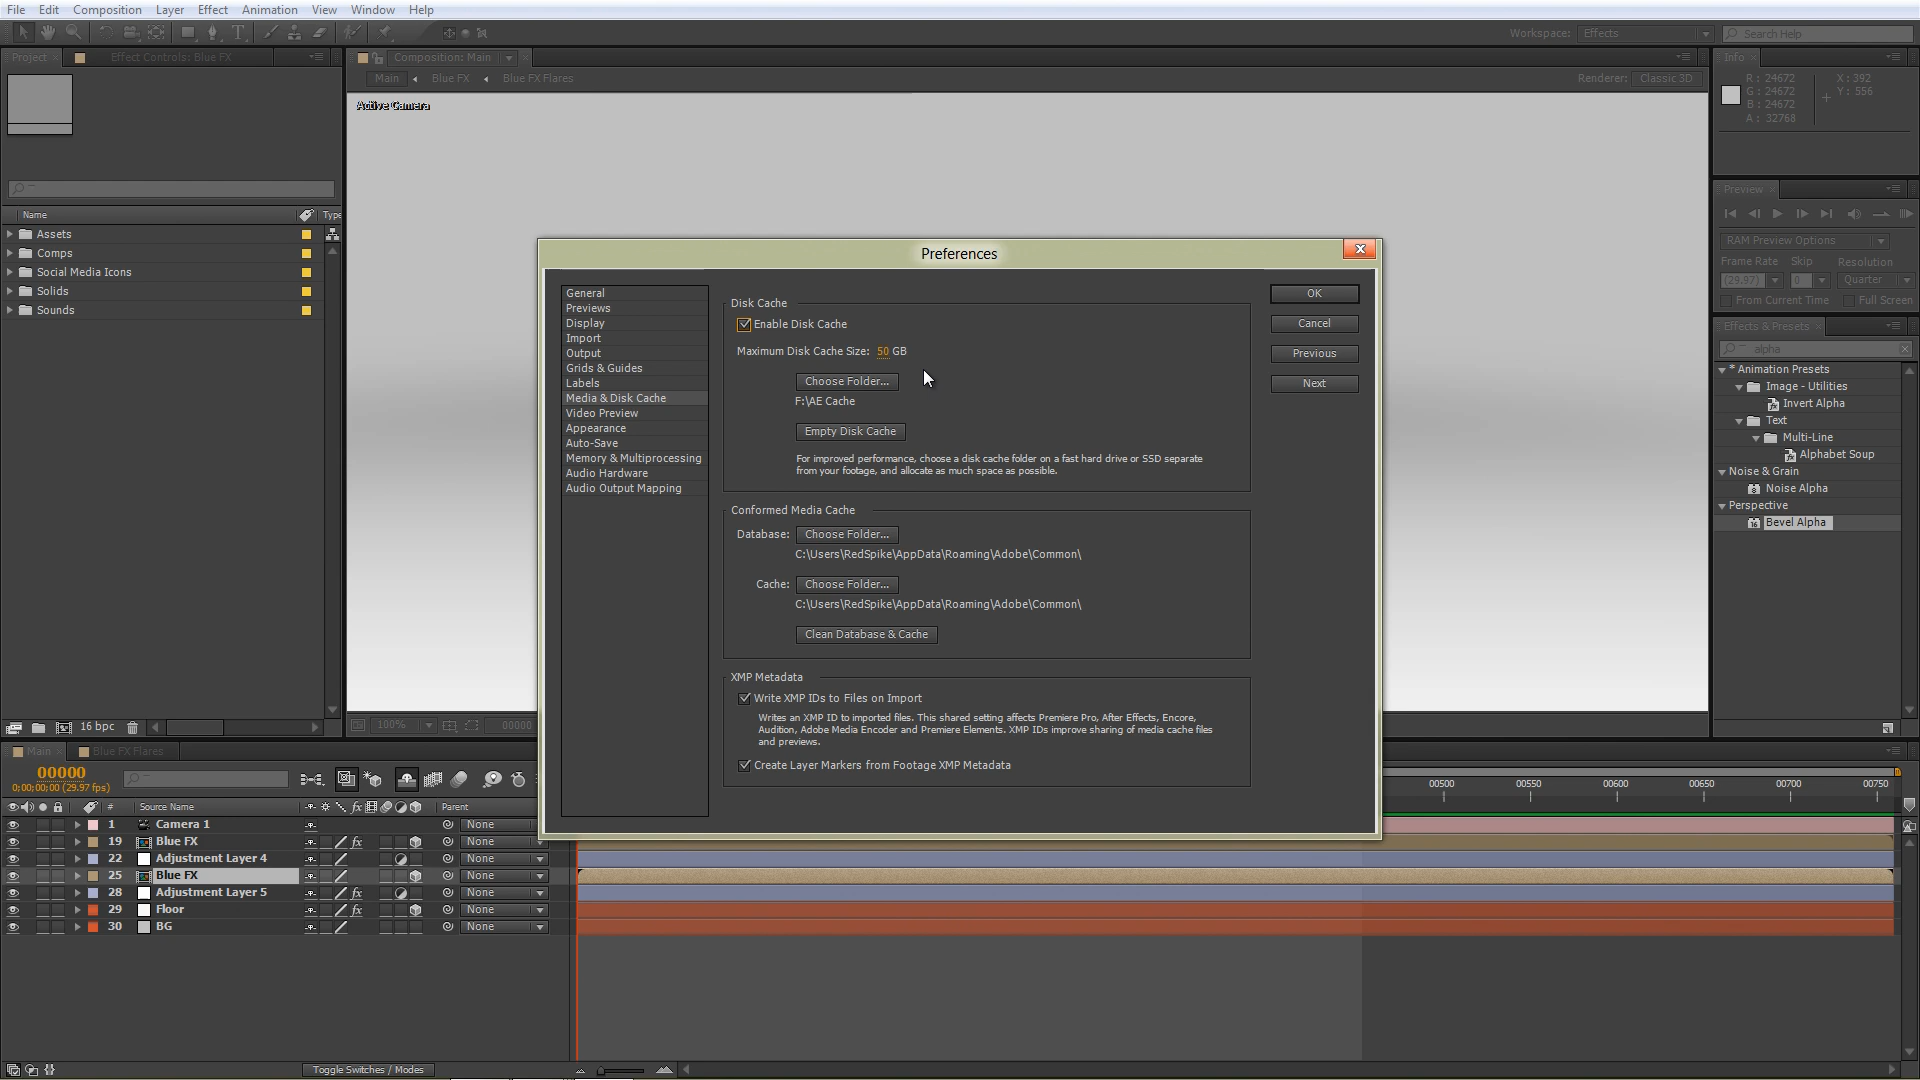 File Edit Composition Layer Effect Animation View Window Help
Workspace: Effects Search Help
Project Effect Controls: Blue FX
Composition: Main
Main Blue FX Blue FX Flares
Renderer: Classic 3D
Active Camera
Info
R: 24672 X: 392
G: 24672 Y: 556
B: 24672
A: 32768
Name Type
Assets
Comps
Social Media Icons
Solids
Sounds
16 bpc
100% 00000
Preview
RAM Preview Options
Frame Rate Skip Resolution
(29.97) 0 Quarter
From Current Time Full Screen
Effects & Presets
alpha
* Animation Presets
Image - Utilities
Invert Alpha
Text
Multi-Line
Alphabet Soup
Noise & Grain
Noise Alpha
Perspective
Bevel Alpha
Preferences
General
Previews
Display
Import
Output
Grids & Guides
Labels
Media & Disk Cache
Video Preview
Appearance
Auto-Save
Memory & Multiprocessing
Audio Hardware
Audio Output Mapping
Disk Cache
Enable Disk Cache
Maximum Disk Cache Size: 50 GB
Choose Folder...
F:\AE Cache
Empty Disk Cache
For improved performance, choose a disk cache folder on a fast hard drive or SSD separate
from your footage, and allocate as much space as possible.
Conformed Media Cache
Database: Choose Folder...
C:\Users\RedSpike\AppData\Roaming\Adobe\Common\
Cache: Choose Folder...
C:\Users\RedSpike\AppData\Roaming\Adobe\Common\
Clean Database & Cache
XMP Metadata
Write XMP IDs to Files on Import
Writes an XMP ID to imported files. This shared setting affects Premiere Pro, After Effects, Encore,
Audition, Adobe Media Encoder and Premiere Elements. XMP IDs improve sharing of media cache files
and previews.
Create Layer Markers from Footage XMP Metadata
OK
Cancel
Previous
Next
Main Blue FX Flares
00000
0;00;00;00 (29.97 fps)
00500 00550 00600 00650 00700 00750
# Source Name fx Parent
1 Camera 1 None
19 Blue FX fx None
22 Adjustment Layer 4 None
25 Blue FX None
28 Adjustment Layer 5 fx None
29 Floor fx None
30 BG None
Toggle Switches / Modes